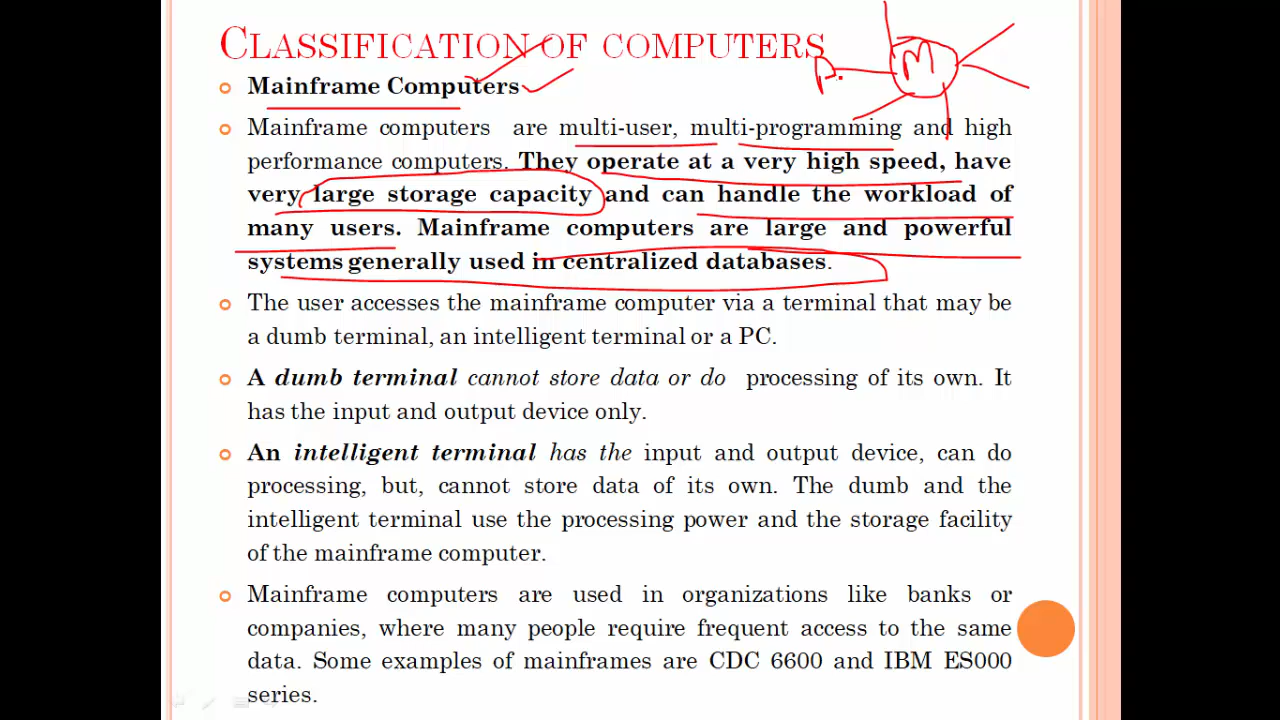 CLASSIFICATION OF COMPUTERS
M
Mainframe Computers
Mainframe computers are multi-user, multi-programming and high
performance computers. They operate at a very high speed, have
very large storage capacity and can handle the workload of
many users. Mainframe computers are large and powerful
systems generally used in centralized databases.
The user accesses the mainframe computer via a terminal that may be
a dumb terminal, an intelligent terminal or a PC.
A dumb terminal cannot store data or do processing of its own. It
has the input and output device only.
An intelligent terminal has the input and output device, can do
processing, but, cannot store data of its own. The dumb and the
intelligent terminal use the processing power and the storage facility
of the mainframe computer.
Mainframe computers are used in organizations like banks or
companies, where many people require frequent access to the same
data. Some examples of mainframes are CDC 6600 and IBM ES000
series.